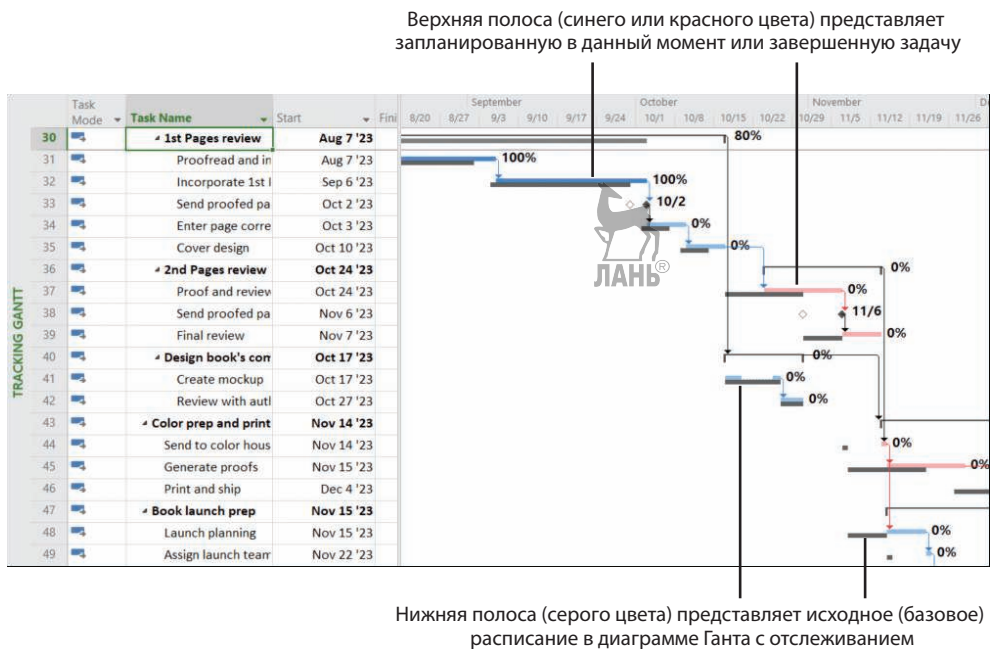 Верхняя полоса (синего или красного цвета) представляет
запланированную в данный момент или завершенную задачу
Task Mode Task Name Start Fini
September October November D
8/20 8/27 9/3 9/10 9/17 9/24 10/1 10/8 10/15 10/22 10/29 11/5 11/12 11/19 11/26
30 1st Pages review Aug 7 '23 80%
31 Proofread and in Aug 7 '23 100%
32 Incorporate 1st Sep 6 '23 100%
33 Send proofed pa Oct 2 '23 10/2
34 Enter page corre Oct 3 '23 0%
35 Cover design Oct 10 '23 0%
ЛАНЬ®
36 2nd Pages review Oct 24 '23 0%
37 Proof and review Oct 24 '23 0%
38 Send proofed pa Nov 6 '23 11/6
39 Final review Nov 7 '23 0%
40 Design book's com Oct 17 '23 0%
41 Create mockup Oct 17 '23 0%
42 Review with auth Oct 27 '23 0%
43 Color prep and print Nov 14 '23
44 Send to color hous Nov 14 '23 0%
45 Generate proofs Nov 15 '23 0%
46 Print and ship Dec 4 '23
47 Book launch prep Nov 15 '23
48 Launch planning Nov 15 '23 0%
49 Assign launch team Nov 22 '23 0%
TRACKING GANTT
Нижняя полоса (серого цвета) представляет исходное (базовое)
расписание в диаграмме Ганта с отслеживанием